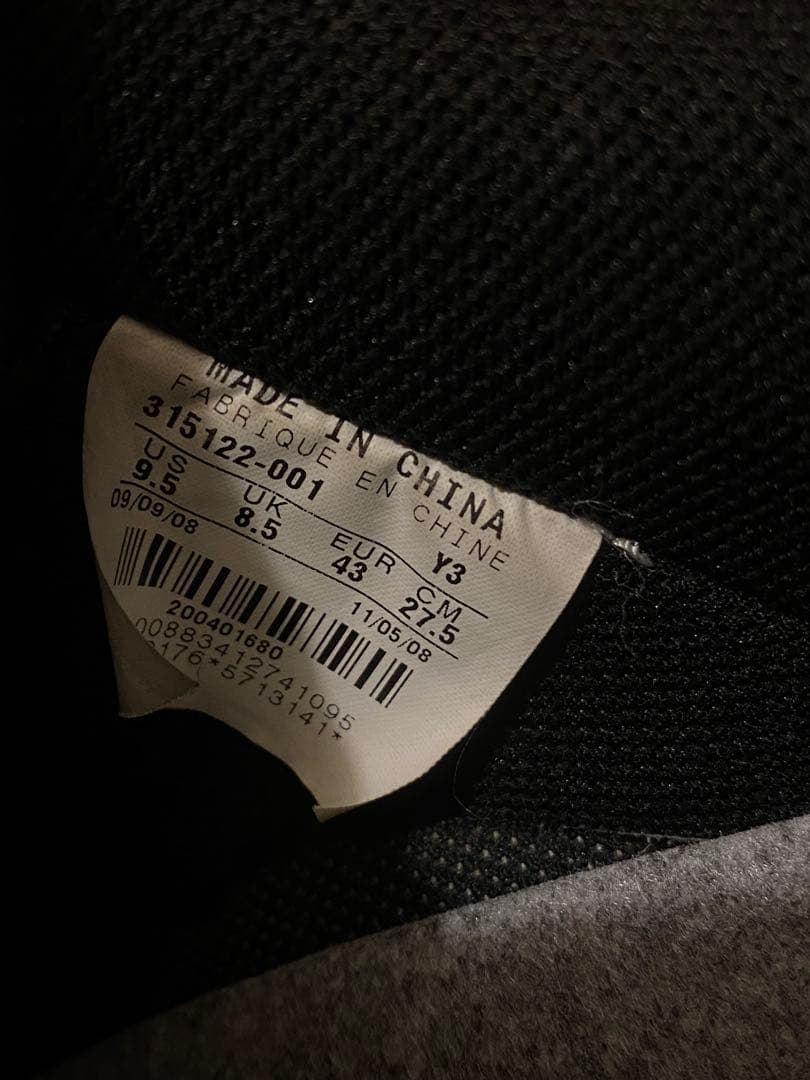 MADE IN CHINA
FABRIQUE EN CHINE
315122-001 Y3
US UK EUR CM
9.5 8.5 43 27.5
09/09/08 11/05/08
200401680
00883412741095
176*5713141*